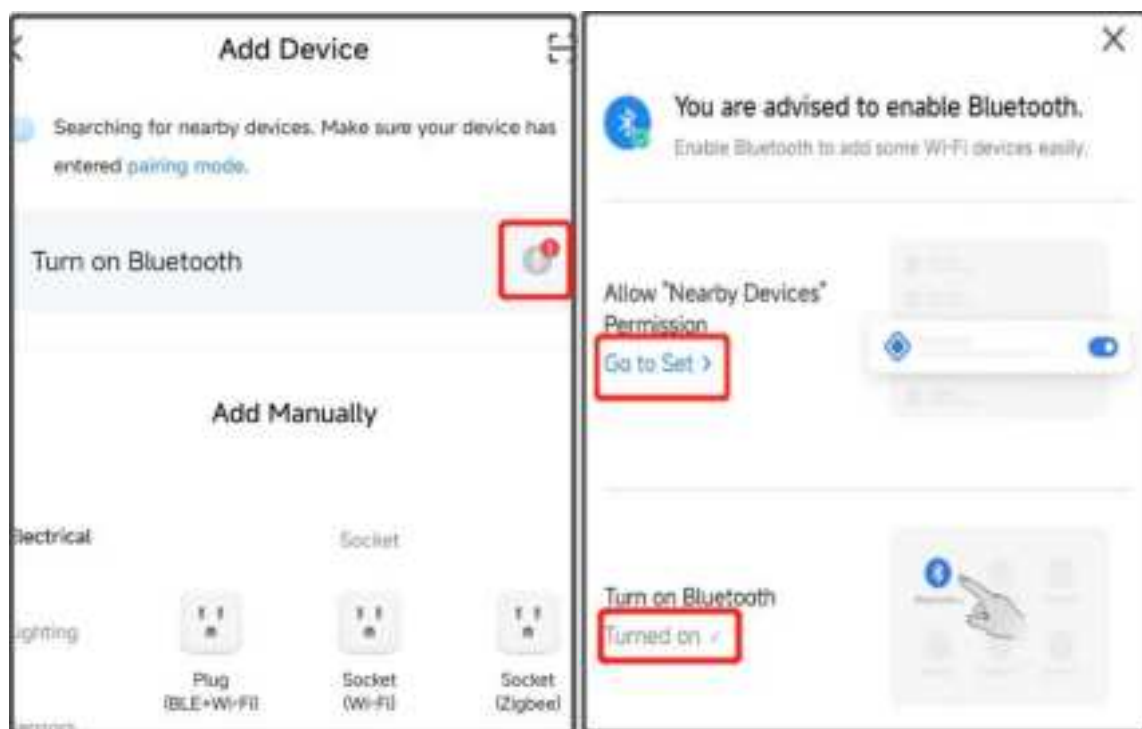 Add Device
Searching for nearby devices. Make sure your device has
entered pairing mode.
Turn on Bluetooth
Add Manually
Electrical
Socket
Lighting
Plug
(BLE+Wi-Fi)
Socket
(Wi-Fi)
Socket
(Zigbee)
You are advised to enable Bluetooth.
Enable Bluetooth to add some Wi-Fi devices easily.
Allow "Nearby Devices"
Permission
Go to Set >
Turn on Bluetooth
Turned on ✓